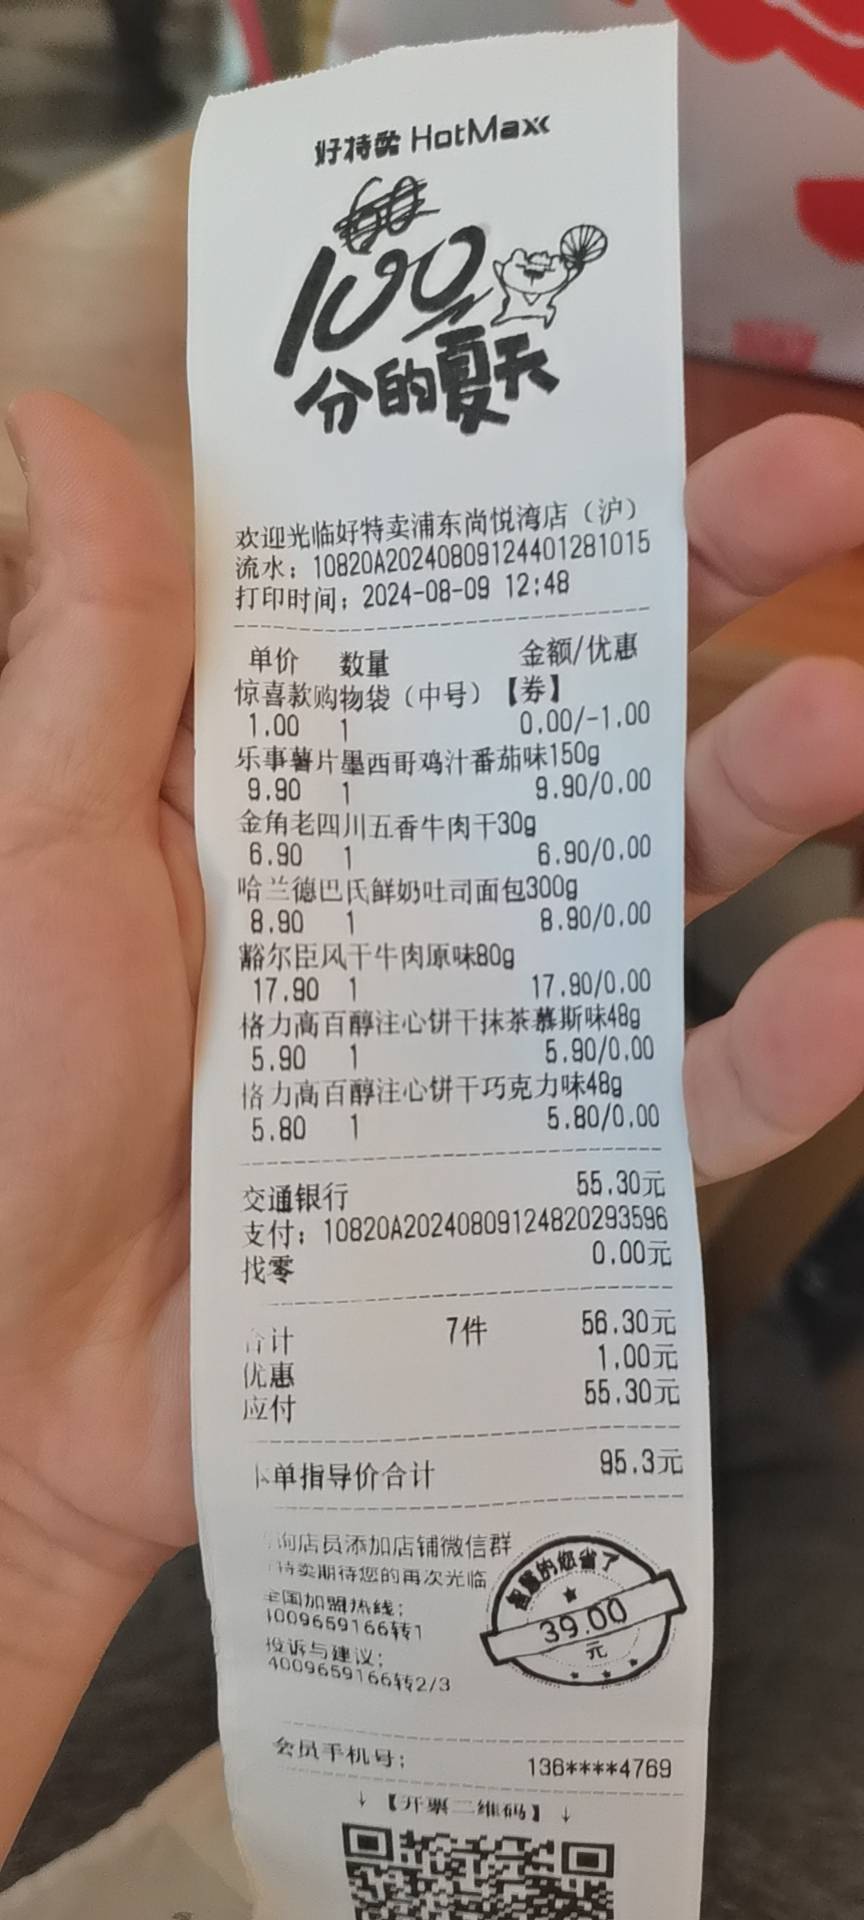 好特卖 HotMaxx
100
分的夏天
欢迎光临好特卖浦东尚悦湾店（沪）
流水：10820A20240809124401281015
打印时间：2024-08-09 12:48
单价 数量 金额/优惠
惊喜款购物袋（中号）【券】
1.00 1 0.00/-1.00
乐事薯片墨西哥鸡汁番茄味150g
9.90 1 9.90/0.00
金角老四川五香牛肉干30g
6.90 1 6.90/0.00
哈兰德巴氏鲜奶吐司面包300g
8.90 1 8.90/0.00
豁尔臣风干牛肉原味80g
17.90 1 17.90/0.00
格力高百醇注心饼干抹茶慕斯味48g
5.90 1 5.90/0.00
格力高百醇注心饼干巧克力味48g
5.80 1 5.80/0.00
交通银行 55.30元
支付：10820A20240809124820293596
找零 0.00元
合计 7件 56.30元
优惠 1.00元
应付 55.30元
单指导价合计 95.3元
询店员添加店铺微信群
特卖期待您的再次光临
全国加盟热线：
4009659166转1
投诉与建议：
4009659166转2/3
智慧的您省了
39.00
元
会员手机号： 136****4769
↓【开票二维码】↓